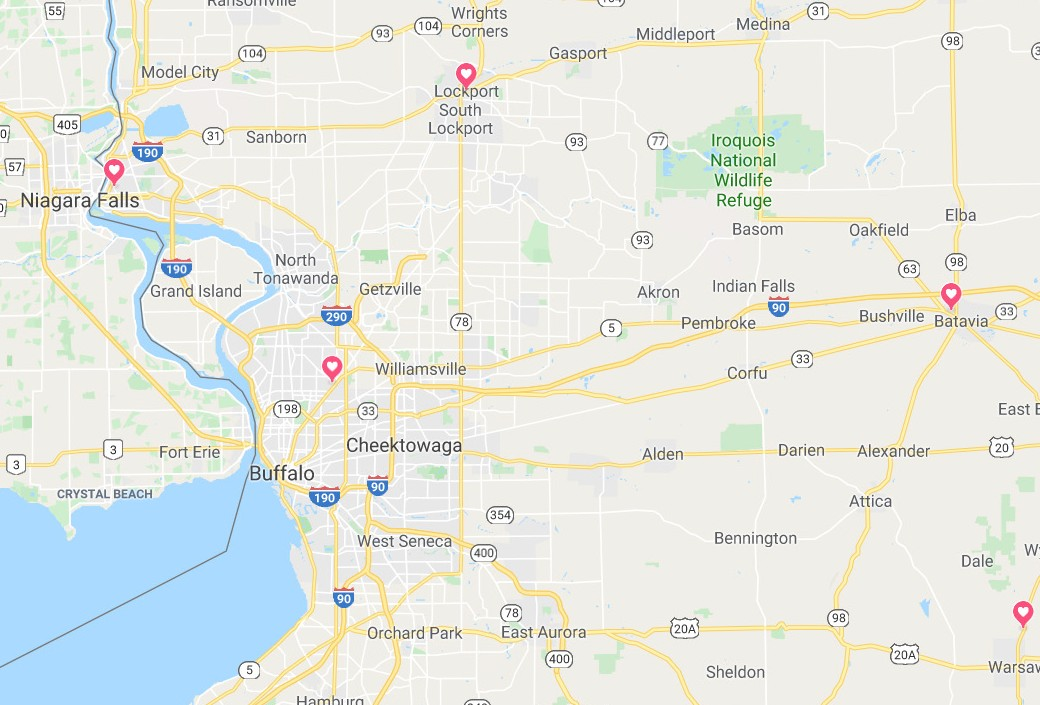 Ransomville
55
Wrights
Corners
104
93
104
31
Medina
Middleport
98
Gasport
Model City
Lockport
South
Lockport
405
31
Sanborn
190
93
77
Iroquois
National
Wildlife
Refuge
57
Niagara Falls
Elba
Basom
Oakfield
93
North
Tonawanda
190
63
98
Grand Island
Getzville
Akron
Indian Falls
90
290
78
5
Pembroke
Bushville
Batavia
33
Williamsville
33
Corfu
198
33
East
Cheektowaga
3
3
Fort Erie
Alden
Darien
Alexander
20
Buffalo
90
190
CRYSTAL BEACH
Attica
354
West Seneca
400
Bennington
Dale
90
78
98
Orchard Park
East Aurora
20A
20A
400
5
Sheldon
Warsaw
Hamburg